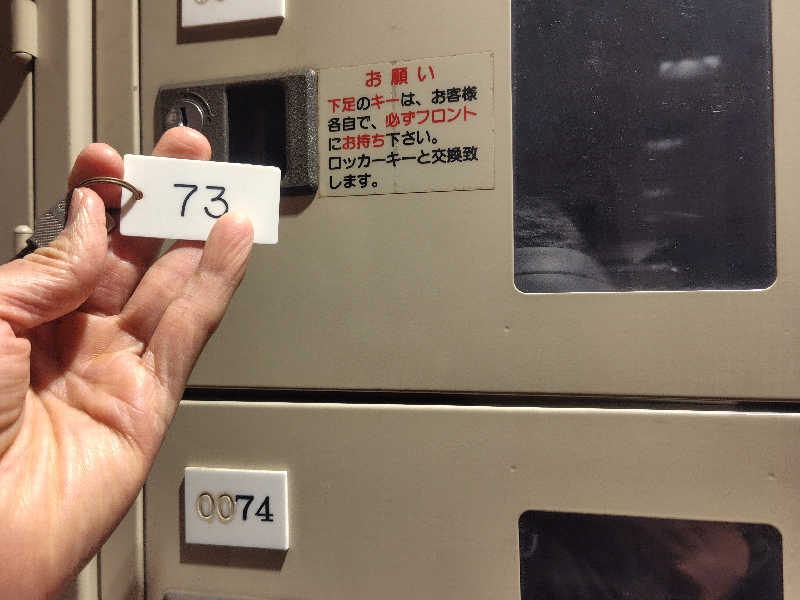 お願い
下足のキーは、お客様
各自で、必ずフロント
にお持ち下さい。
ロッカーキーと交換致
します。
73
0074